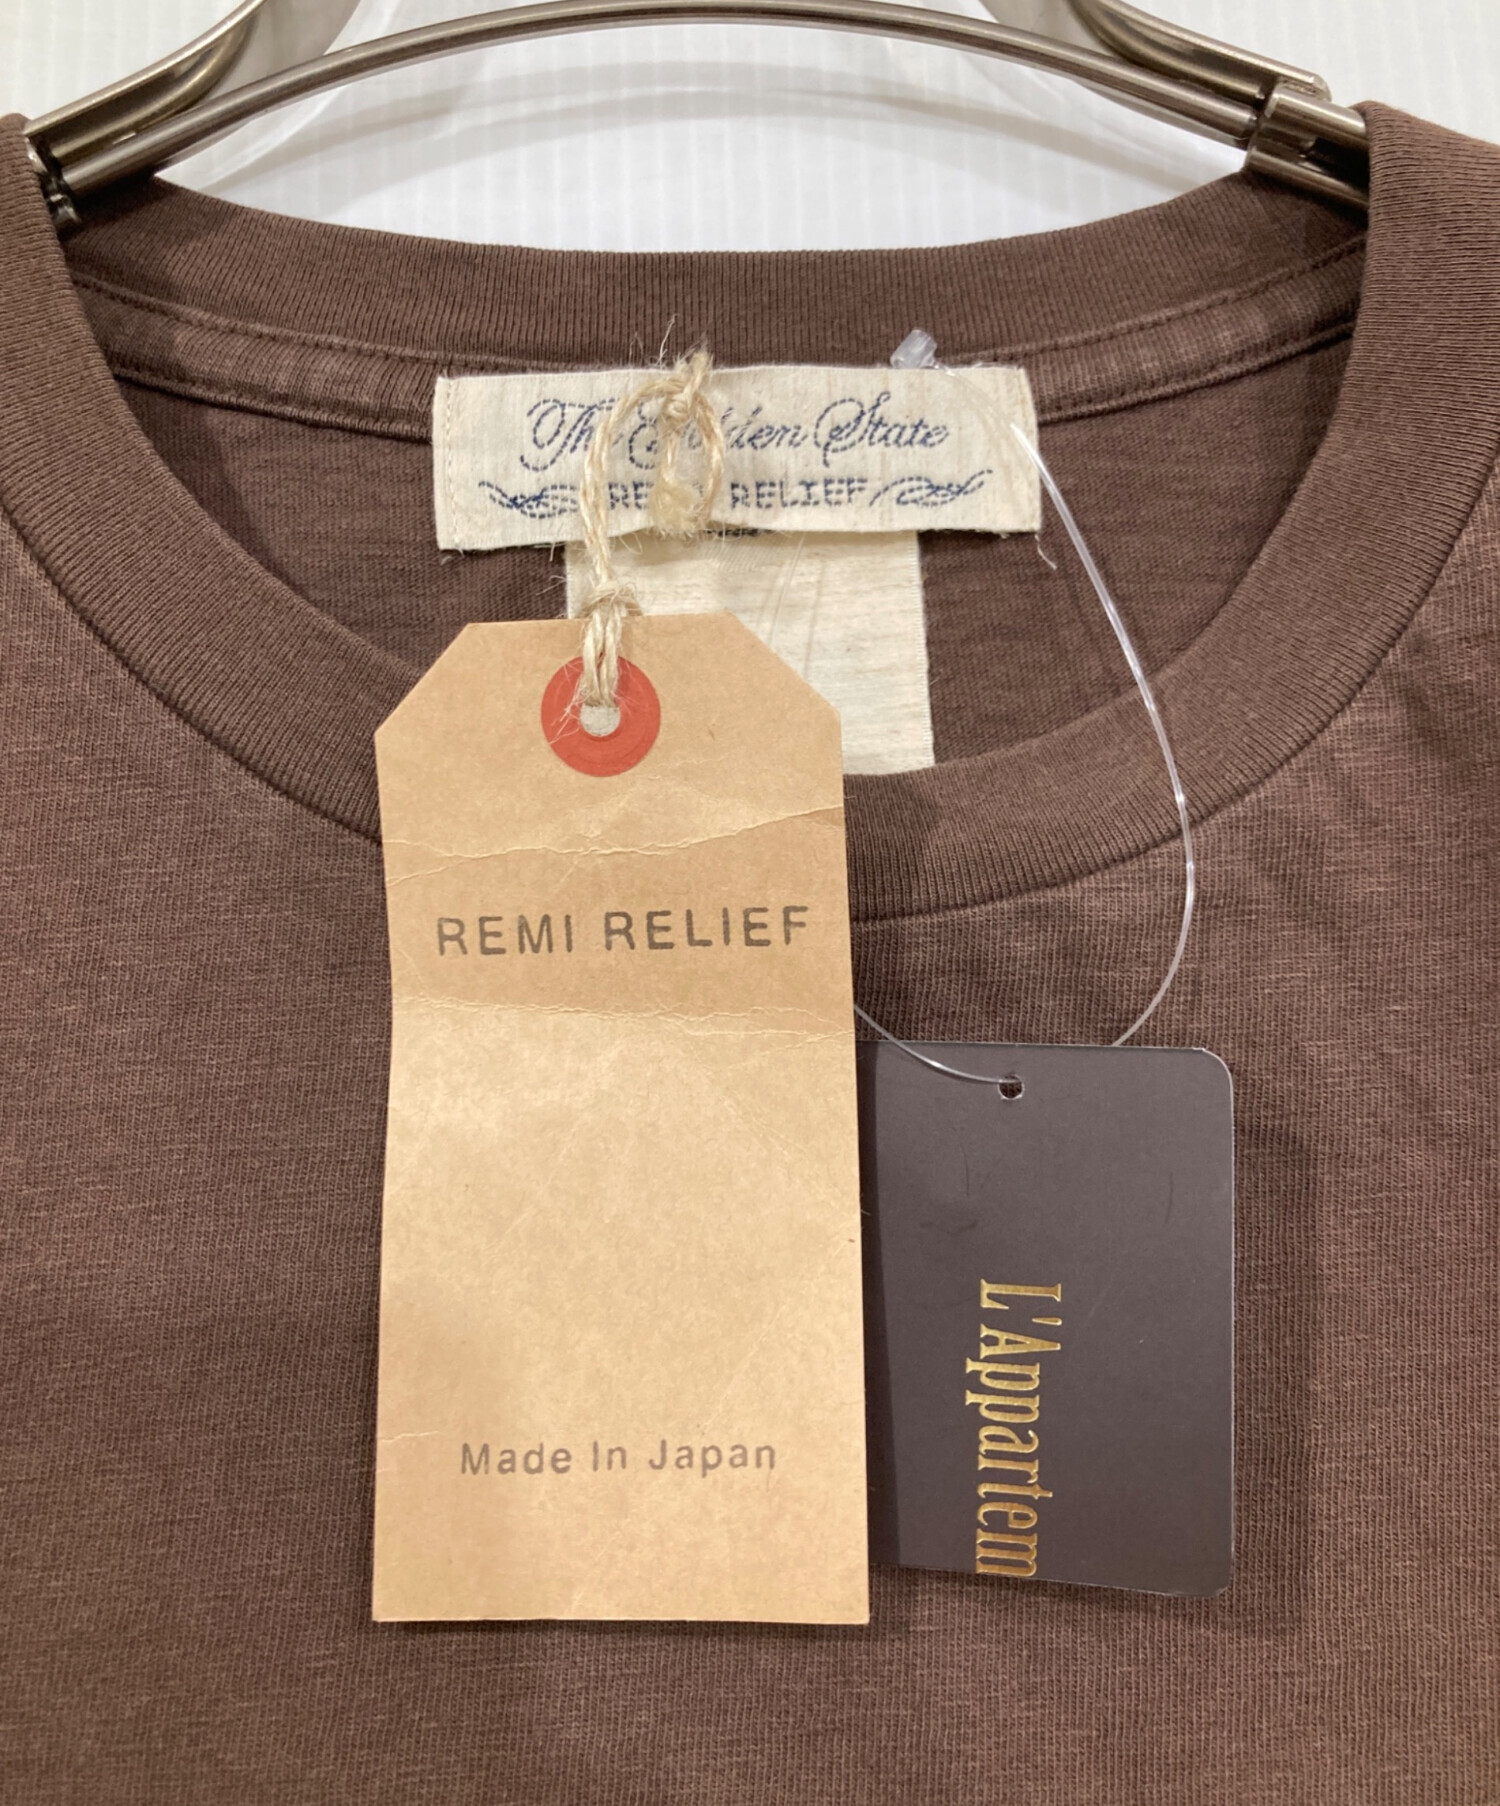 The Golden State
REMI RELIEF
REMI RELIEF
Made In Japan
L'Appartem